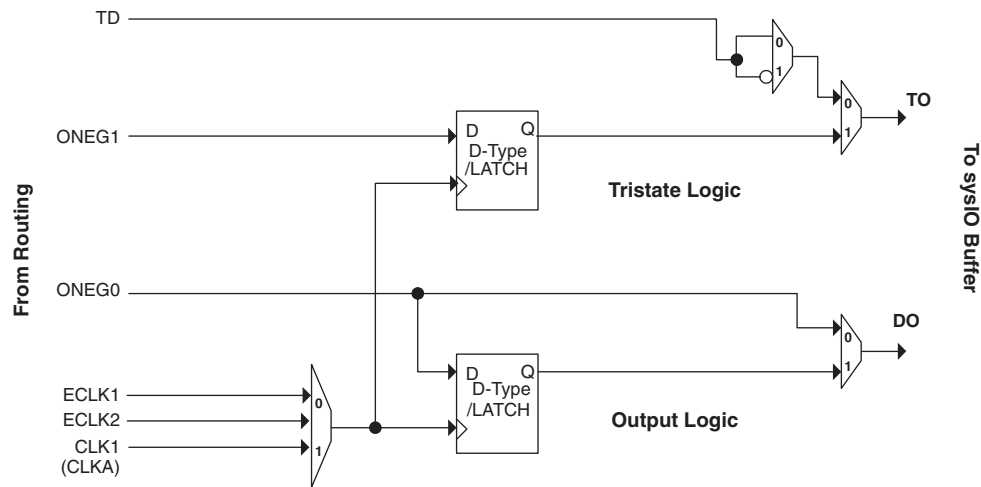 TD
0
1
0
1
TO
ONEG1
D Q
D-Type
/LATCH
Tristate Logic
From Routing
To sysIO Buffer
ONEG0
DO
0
1
D Q
D-Type
/LATCH
Output Logic
ECLK1
ECLK2
CLK1
(CLKA)
0
1